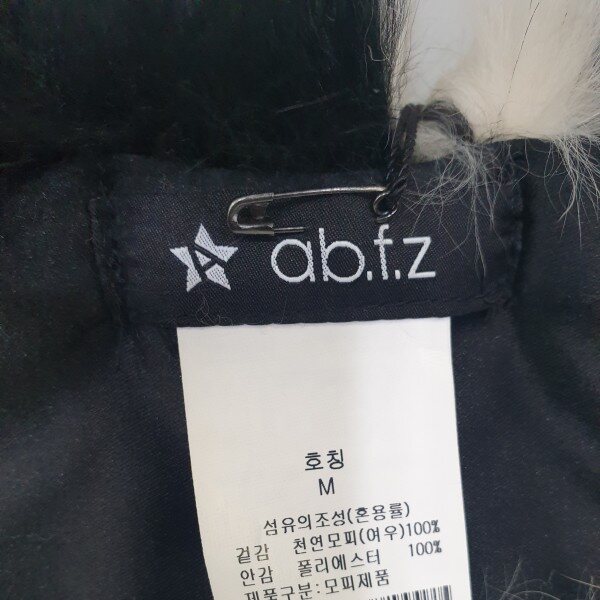 ab.f.z
호칭
M
섬유의조성(혼용률)
겉감 천연모피(여우)100%
안감 폴리에스터 100%
제품구분:모피제품